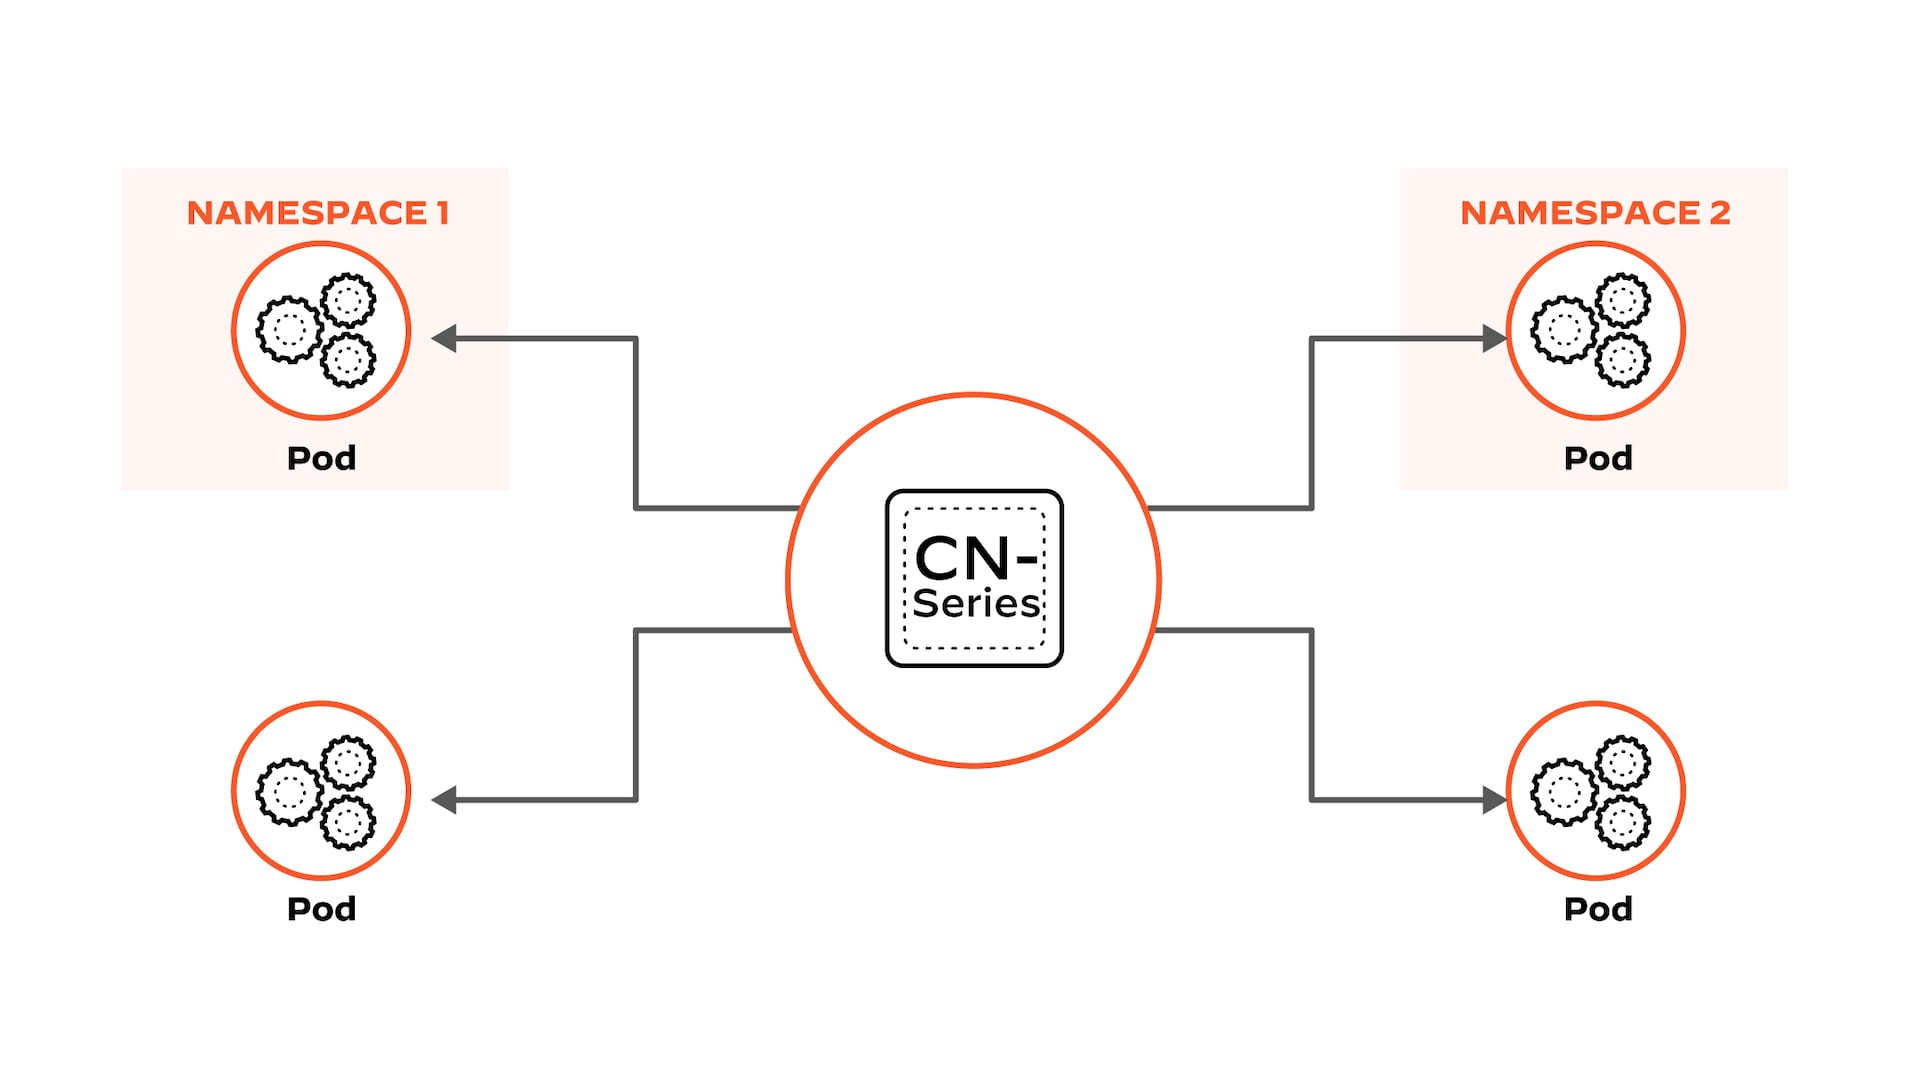 NAMESPACE 1
NAMESPACE 2
Pod
Pod
CN-
Series
Pod
Pod